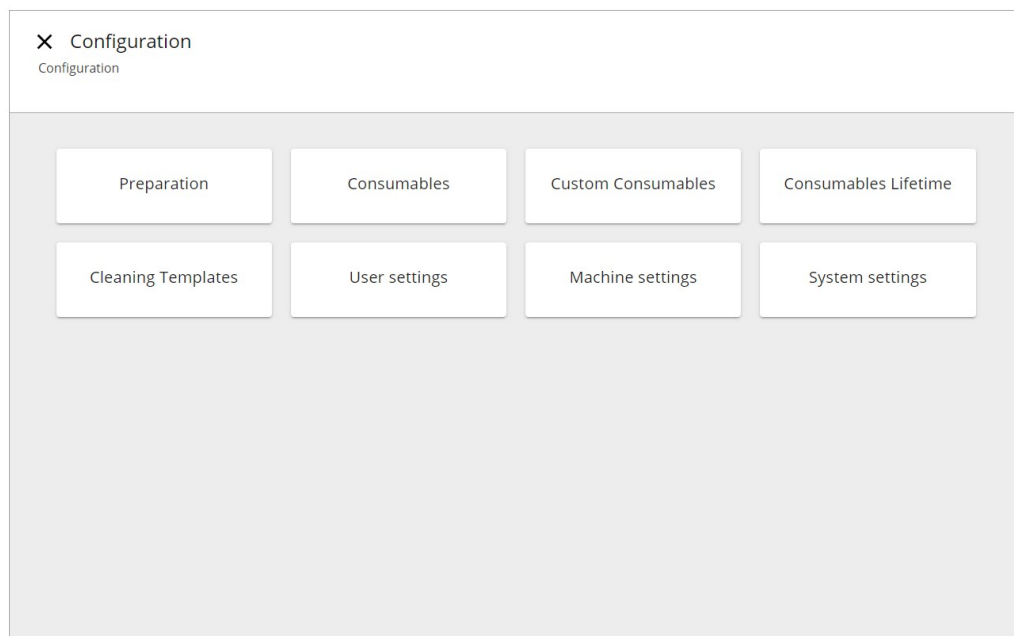 Configuration
Configuration
Preparation
Consumables
Custom Consumables
Consumables Lifetime
Cleaning Templates
User settings
Machine settings
System settings